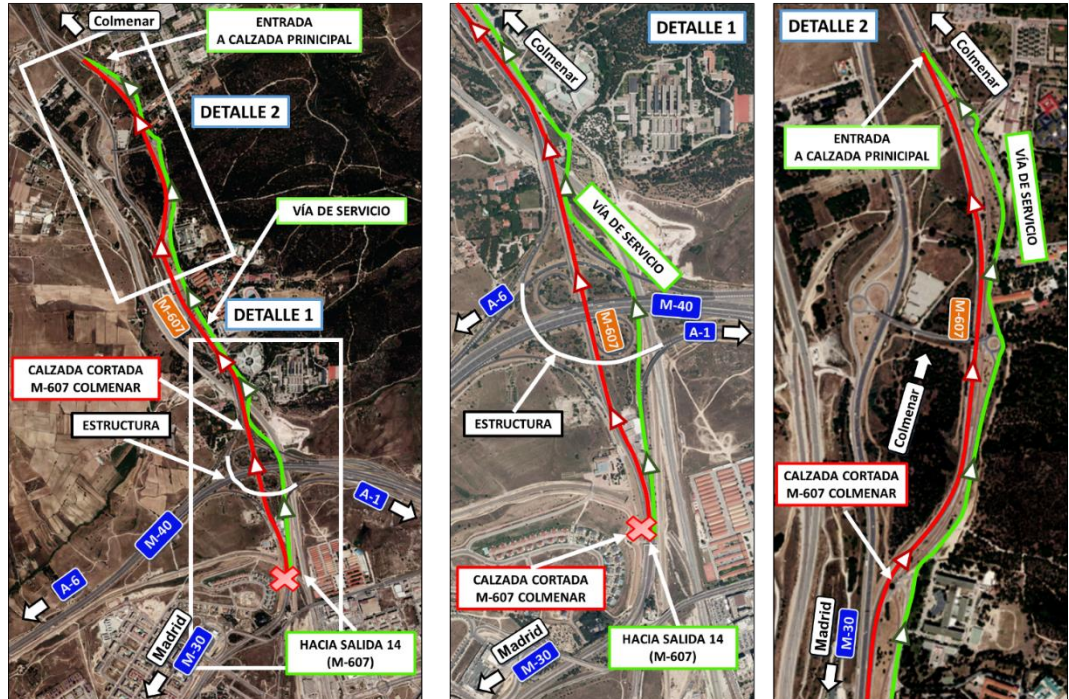 Colmenar
ENTRADA
A CALZADA PRINICIPAL
DETALLE 2
VÍA DE SERVICIO
M-607
DETALLE 1
CALZADA CORTADA
M-607 COLMENAR
ESTRUCTURA
A-1
M-40
A-6
Madrid
M-30
HACIA SALIDA 14
(M-607)
DETALLE 1
Colmenar
VÍA DE SERVICIO
A-6
M-40
A-1
M-607
ESTRUCTURA
CALZADA CORTADA
M-607 COLMENAR
HACIA SALIDA 14
(M-607)
Madrid
M-30
DETALLE 2
Colmenar
ENTRADA
A CALZADA PRINICIPAL
VÍA DE SERVICIO
M-607
Colmenar
CALZADA CORTADA
M-607 COLMENAR
Madrid
M-30